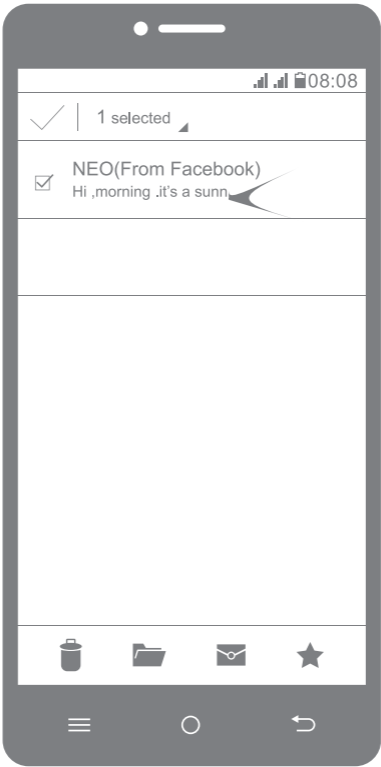 08:08
1 selected
NEO(From Facebook)
Hi ,morning .it's a sunn